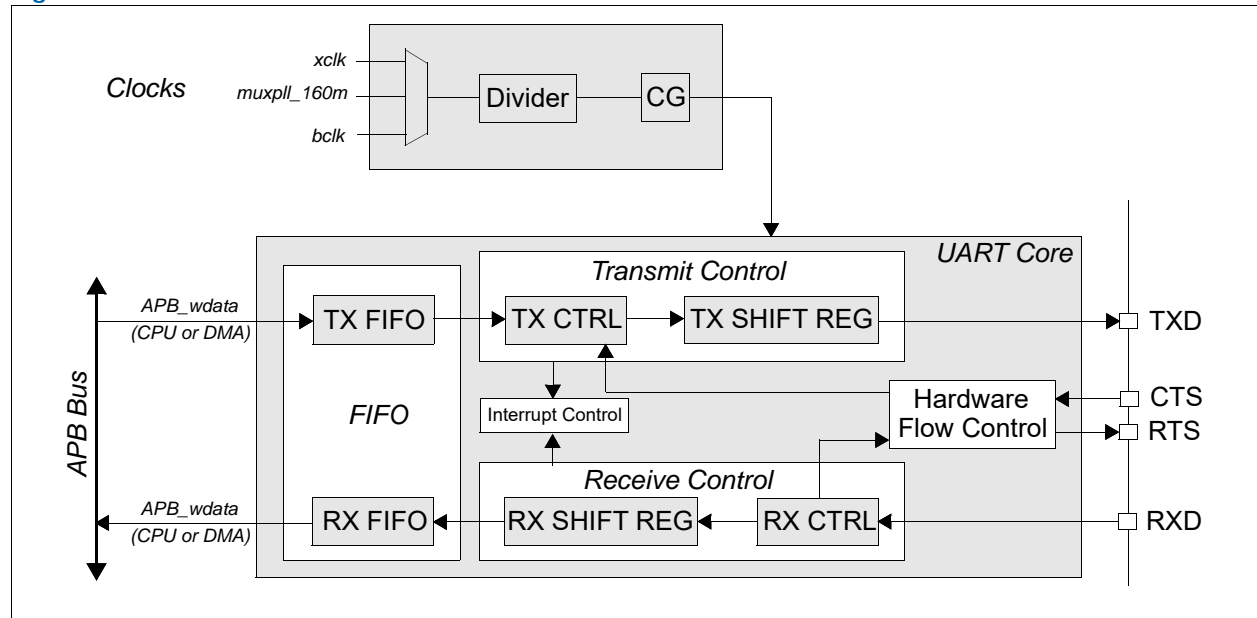 xclk
Clocks
muxpll_160m
bclk
Divider
CG
UART Core
Transmit Control
APB_wdata
(CPU or DMA)
TX FIFO
TX CTRL
TX SHIFT REG
TXD
APB Bus
FIFO
Interrupt Control
Hardware
Flow Control
CTS
RTS
Receive Control
APB_wdata
(CPU or DMA)
RX FIFO
RX SHIFT REG
RX CTRL
RXD